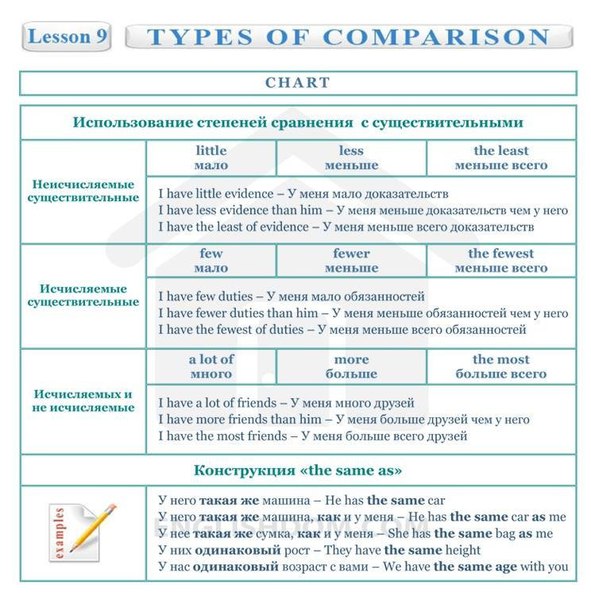 Lesson 9
TYPES OF COMPARISON
CHART
Использование степеней сравнения с существительными
Неисчисляемые
существительные
little
мало
less
меньше
the least
меньше всего
I have little evidence – У меня мало доказательств
I have less evidence than him – У меня меньше доказательств чем у него
I have the least of evidence – У меня меньше всего доказательств
Исчисляемые
существительные
few
мало
fewer
меньше
the fewest
меньше всего
I have few duties – У меня мало обязанностей
I have fewer duties than him – У меня меньше обязанностей чем у него
I have the fewest of duties – У меня меньше всего обязанностей
Исчисляемых и
не исчисляемые
a lot of
много
more
больше
the most
больше всего
I have a lot of friends – У меня много друзей
I have more friends than him – У меня больше друзей чем у него
I have the most friends – У меня больше всего друзей
Конструкция «the same as»
examples
У него такая же машина – He has the same car
У него такая же машина, как и у меня – He has the same car as me
У нее такая же сумка, как и у меня – She has the same bag as me
У них одинаковый рост – They have the same height
У нас одинаковый возраст с вами – We have the same age with you
ENGLISHDOM.COM